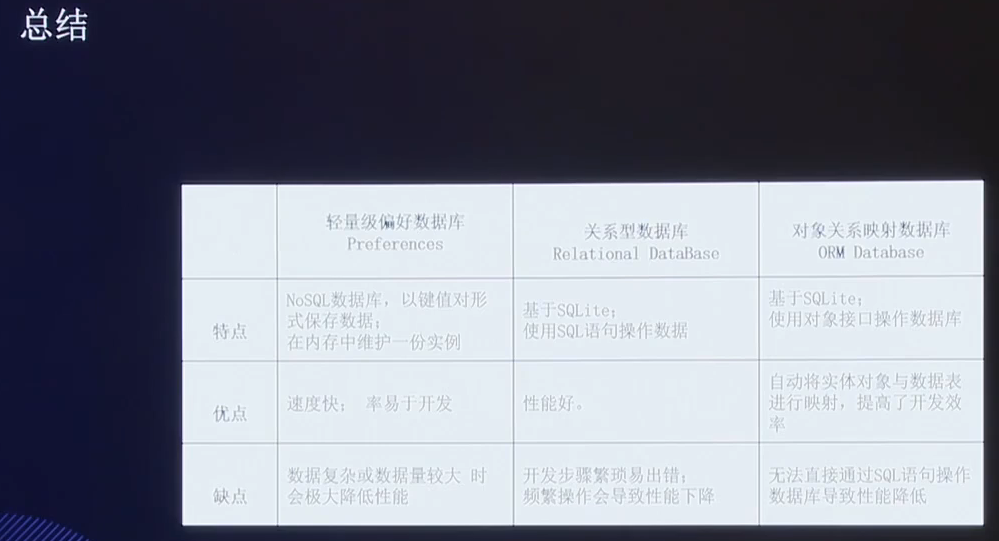 总结
轻量级偏好数据库
Preferences
关系型数据库
Relational DataBase
对象关系映射数据库
ORM Database
特点
NoSQL数据库，以键值对形
式保存数据；
在内存中维护一份实例
基于SQLite；
使用SQL语句操作数据
基于SQLite；
使用对象接口操作数据库
优点
速度快； 率易于开发
性能好。
自动将实体对象与数据表
进行映射，提高了开发效
率
缺点
数据复杂或数据量较大 时
会极大降低性能
开发步骤繁琐易出错；
频繁操作会导致性能下降
无法直接通过SQL语句操作
数据库导致性能降低